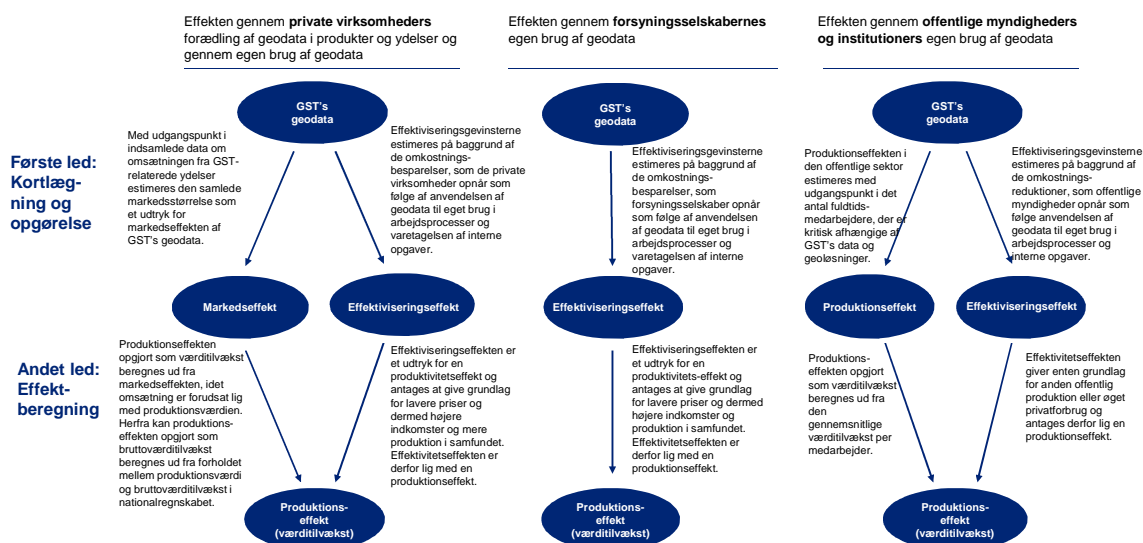 Effekten gennem private virksomheders
forædling af geodata i produkter og ydelser og
gennem egen brug af geodata
Effekten gennem forsyningsselskabernes
egen brug af geodata
Effekten gennem offentlige myndigheders
og institutioners egen brug af geodata
Første led:
Kortlæg-
ning og
opgørelse
GST's
geodata
Med udgangspunkt i
indsamlede data om
omsætningen fra GST-
relaterede ydelser
estimeres den samlede
markedsstørrelse som
et udtryk for
markedseffekten af
GST's geodata.
Effektiviseringsgevinsterne
estimeres på baggrund af
de omkostnings-
besparelser, som de private
virksomheder opnår som
følge af anvendelsen af
geodata til eget brug i
arbejdsprocesser og
varetagelsen af interne
opgaver.
GST's
geodata
Effektiviseringsgevinsterne
estimeres på baggrund af
de omkostnings-
besparelser, som
forsyningsselskaber opnår
som følge af anvendelsen
af geodata til eget brug i
arbejdsprocesser og
varetagelsen af interne
opgaver.
GST's
geodata
Produktionseffekten i
den offentlige sektor
estimeres med
udgangspunkt i det
antal fuldtids-
medarbejdere, der er
kritisk afhængige af
GST's data og
geoløsninger.
Effektiviseringsgevinsterne
estimeres på baggrund af
de omkostnings-
reduktioner, som offentlige
myndigheder opnår som
følge anvendelsen af
geodata til eget brug i
arbejdsprocesser og
interne opgaver.
Markedseffekt
Effektiviseringseffekt
Effektiviseringseffekt
Produktionseffekt
Effektiviseringseffekt
Andet led:
Effekt-
beregning
Produktionseffekten
opgjort som værditilvækst
beregnes ud fra
markedseffekten, idet
omsætning er forudsat lig
med produktionsværdien.
Herfra kan produktions-
effekten opgjort som
bruttoværditilvækst
beregnes ud fra forholdet
mellem produktionsværdi
og bruttoværditilvækst i
nationalregnskabet.
Effektiviseringseffekten er
et udtryk for en
produktivitetseffekt og
antages at give grundlag
for lavere priser og
dermed højere
indkomster og mere
produktion i samfundet.
Effektivitetseffekten er
derfor lig med en
produktionseffekt.
Effektiviseringseffekten er
et udtryk for en
produktivitets-effekt og
antages at give grundlag
for lavere priser og dermed
højere indkomster og
produktion i samfundet.
Effektivitetseffekten er
derfor lig med en
produktionseffekt.
Produktions-
effekten opgjort
som værditilvækst
beregnes ud fra
den
gennemsnitlige
værditilvækst per
medarbejder.
Effektivitetseffekten
giver enten grundlag
for anden offentlig
produktion eller øget
privatforbrug og
antages derfor lig en
produktionseffekt.
Produktions-
effekt
(værditilvækst)
Produktions-
effekt
(værditilvækst)
Produktions-
effekt
(værditilvækst)